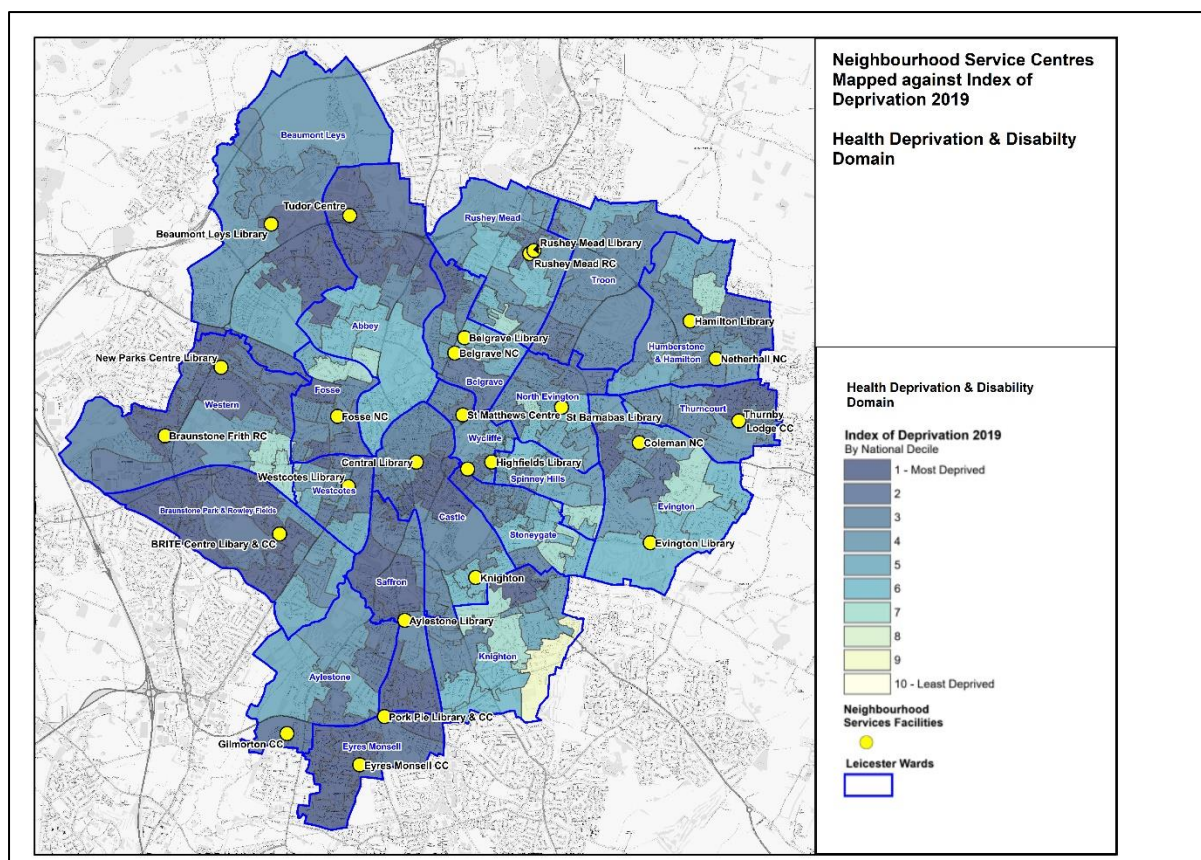 Neighbourhood Service Centres
Mapped against Index of
Deprivation 2019
Health Deprivation & Disabilty
Domain
Beaumont Leys
Tudor Centre
Beaumont Leys Library
Rushey Mead
Rushey Mead Library
Rushey Mead RC
Troon
Abbey
Hamilton Library
Belgrave Library
Belgrave NC
Humberstone
& Hamilton
Netherhall NC
New Parks Centre Library
Belgrave
Fosse
North Evington
Western
Thurncourt
Fosse NC
St Matthews Centre
St Barnabas Library
Thurnby
Lodge CC
Braunstone Frith RC
Wycliffe
Coleman NC
Central Library
Highfields Library
Westcotes Library
Westcotes
Spinney Hills
Evington
Braunstone Park & Rowley Fields
Castle
Stoneygate
BRITE Centre Libary & CC
Evington Library
Saffron
Knighton
Aylestone Library
Knighton
Aylestone
Pork Pie Library & CC
Gilmorton CC
Eyres Monsell
Eyres Monsell CC
Health Deprivation & Disability
Domain
Index of Deprivation 2019
By National Decile
1 - Most Deprived
2
3
4
5
6
7
8
9
10 - Least Deprived
Neighbourhood
Services Facilities
Leicester Wards